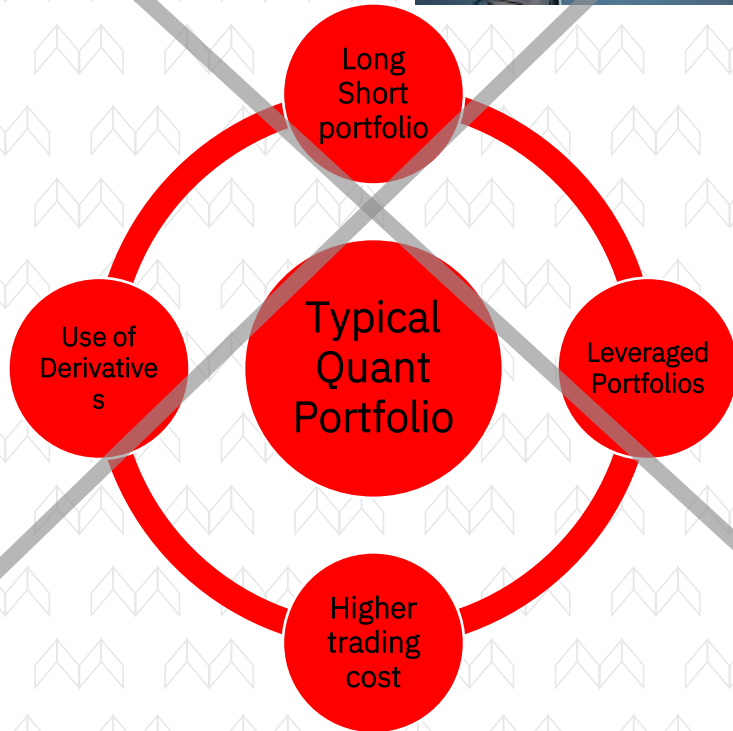 Long
Short
portfolio
Typical
Quant
Portfolio
Use of
Derivative
s
Leveraged
Portfolios
Higher
trading
cost